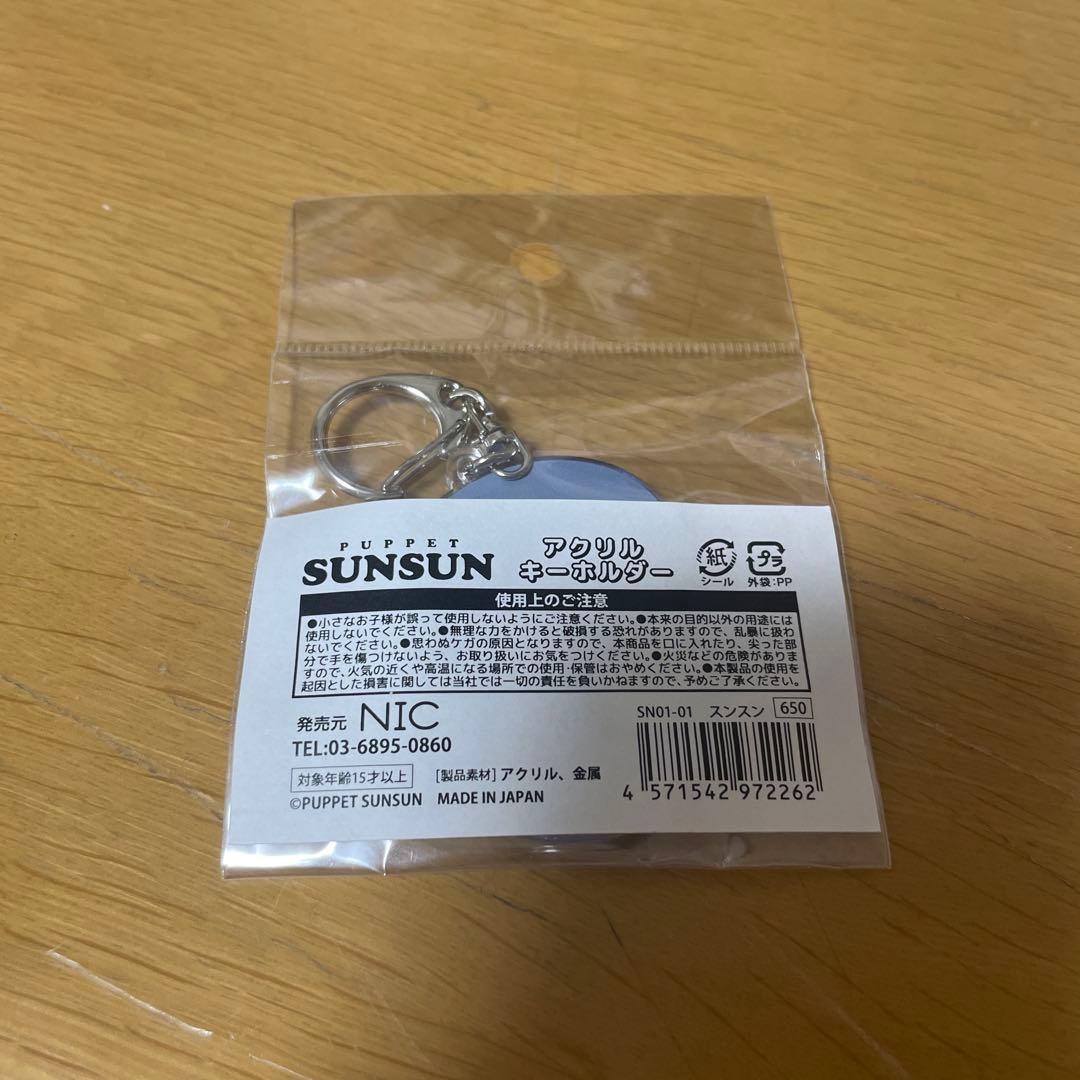 PUPPET
SUNSUN
アクリル
キーホルダー
紙
シール
プラ
外袋:PP
使用上のご注意
●小さなお子様が誤って使用しないようにご注意ください。●本来の目的以外の用途には
使用しないでください。●無理な力をかけると破損する恐れがありますので、乱暴に扱わ
ないでください。●思わぬケガの原因となりますので、本商品を口に入れたり、尖った部
分で手を傷つけないよう、お取り扱いにお気をつけください。●火災などの危険がありま
すので、火気の近くや高温になる場所での使用・保管はおやめください。●本製品の使用を
起因とした損害に関しては当社では一切の責任を負いかねますので、予めご了承ください。
発売元 NIC
TEL:03-6895-0860
対象年齢15才以上 [製品素材]アクリル、金属
©PUPPET SUNSUN MADE IN JAPAN
SN01-01 スンスン 650
4 571542 972262